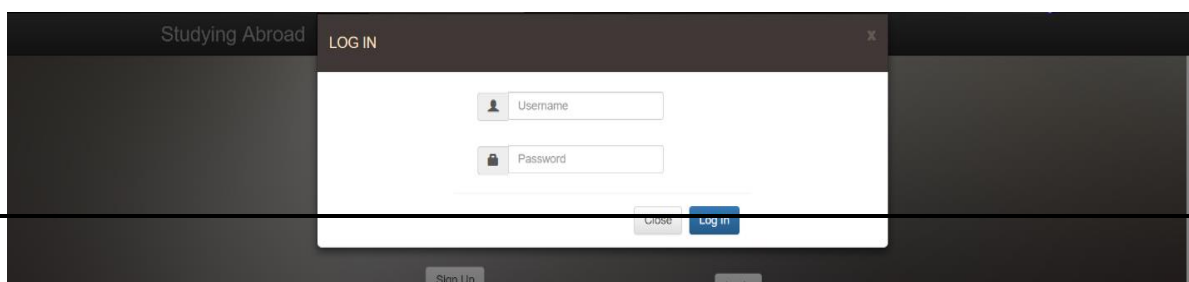 Studying Abroad
LOG IN
x
Username
Password
Close
Log In
Sign Up